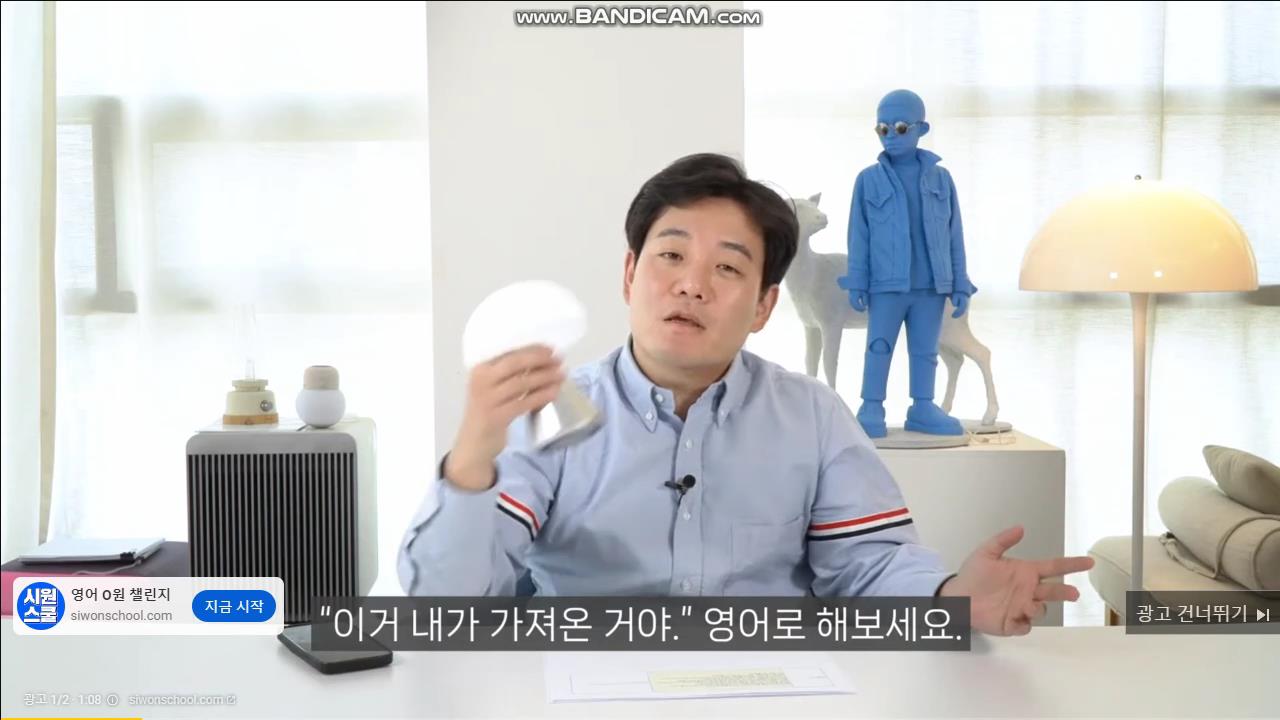 www.BANDICAM.com
시원
스쿨
영어 0원 챌린지
siwonschool.com
지금 시작
"이거 내가 가져온 거야." 영어로 해보세요.
광고 건너뛰기
광고 1/2 · 1:08
siwonschool.com